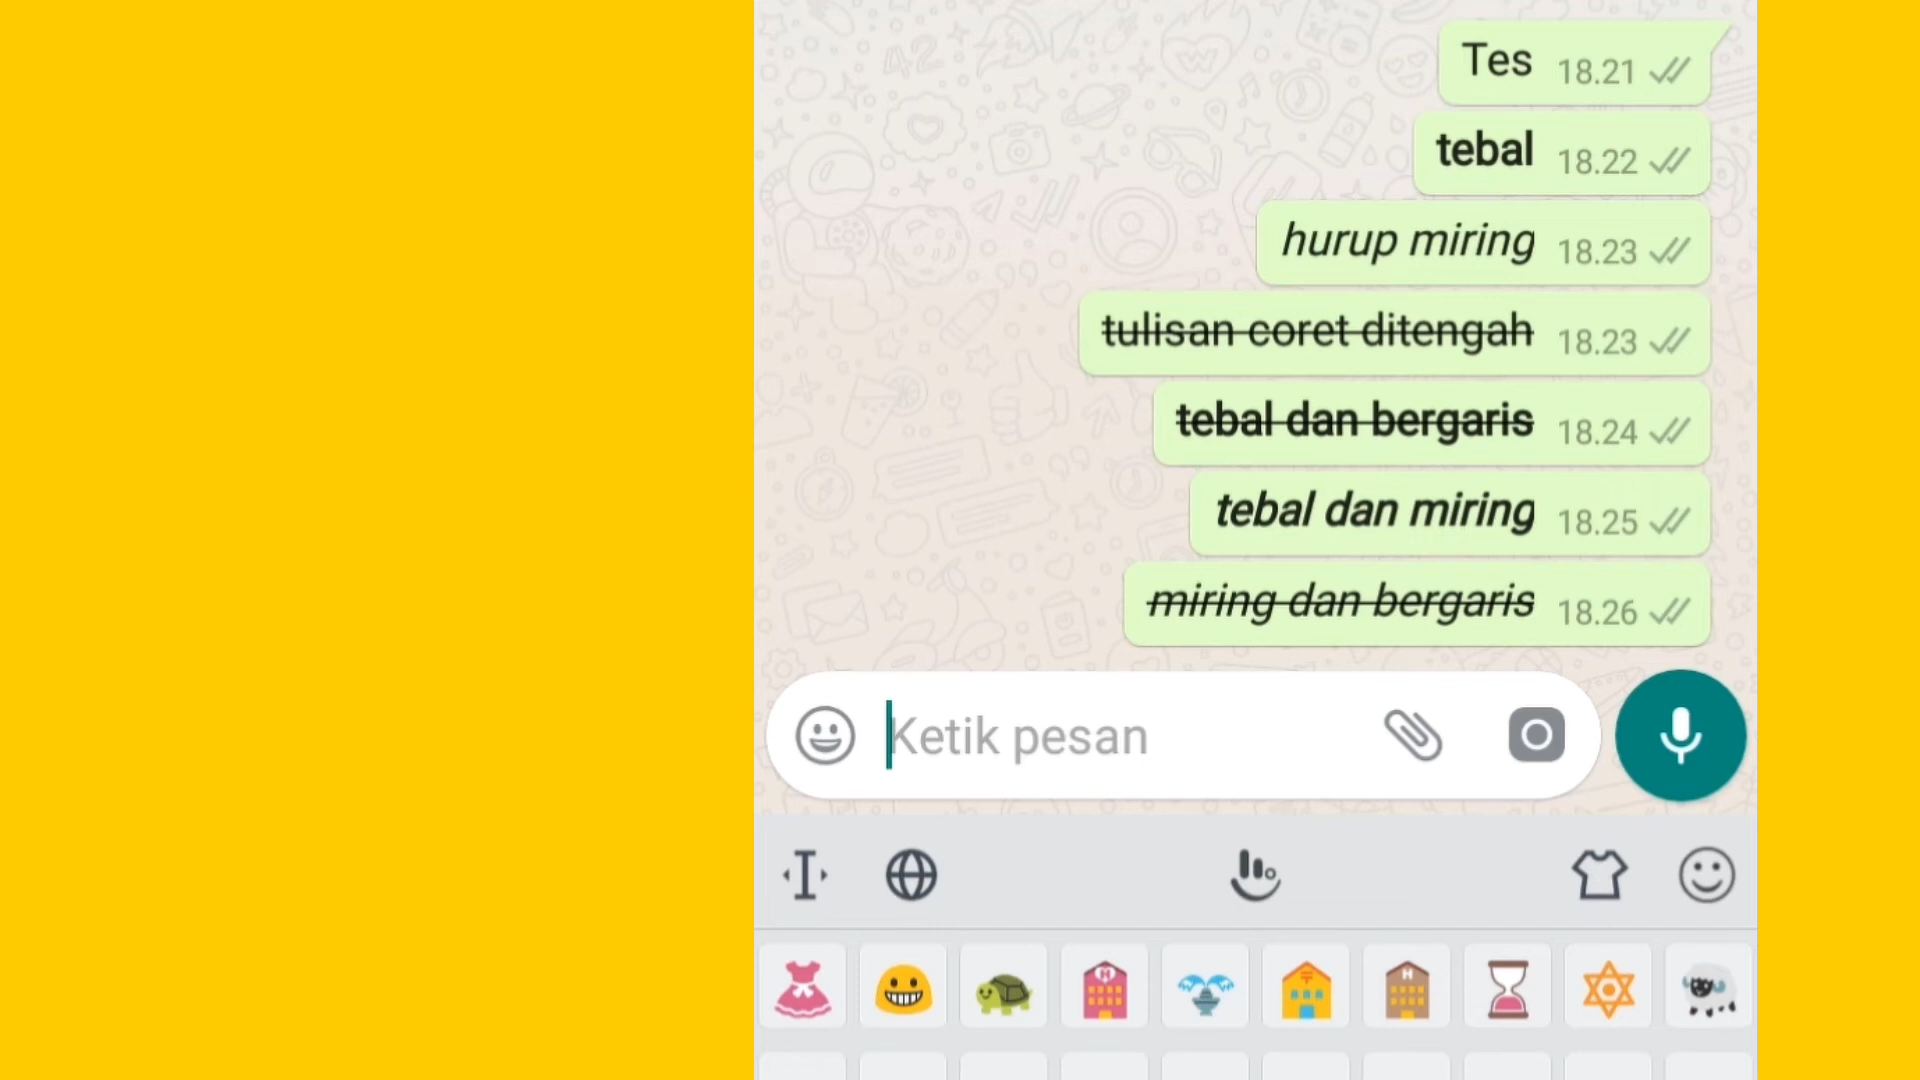 Tes 18.21
tebal 18.22
hurup miring 18.23
tulisan coret ditengah 18.23
tebal dan bergaris 18.24
tebal dan miring 18.25
miring dan bergaris 18.26
Ketik pesan